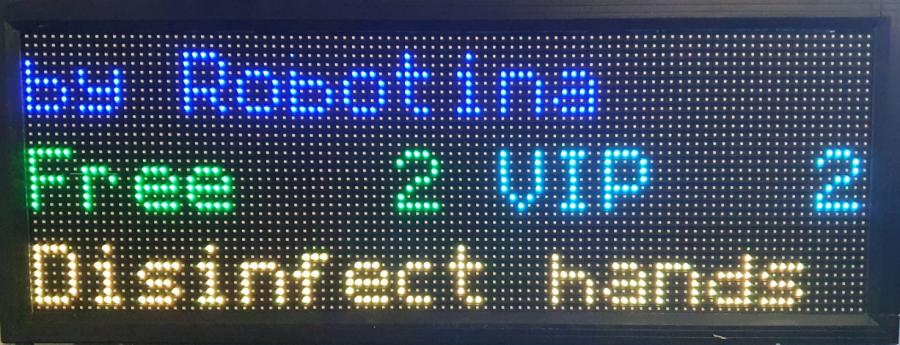 by Robotina
Free 2 VIP 2
Disinfect hands